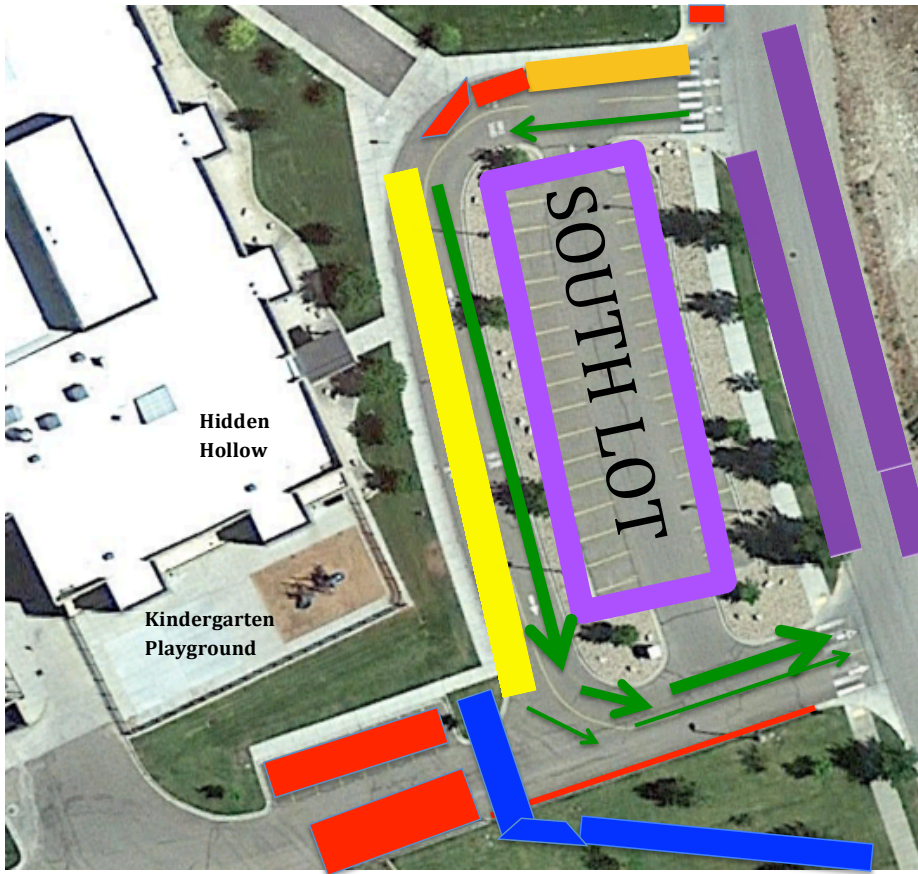 SOUTH LOT
Hidden
Hollow
Kindergarten
Playground